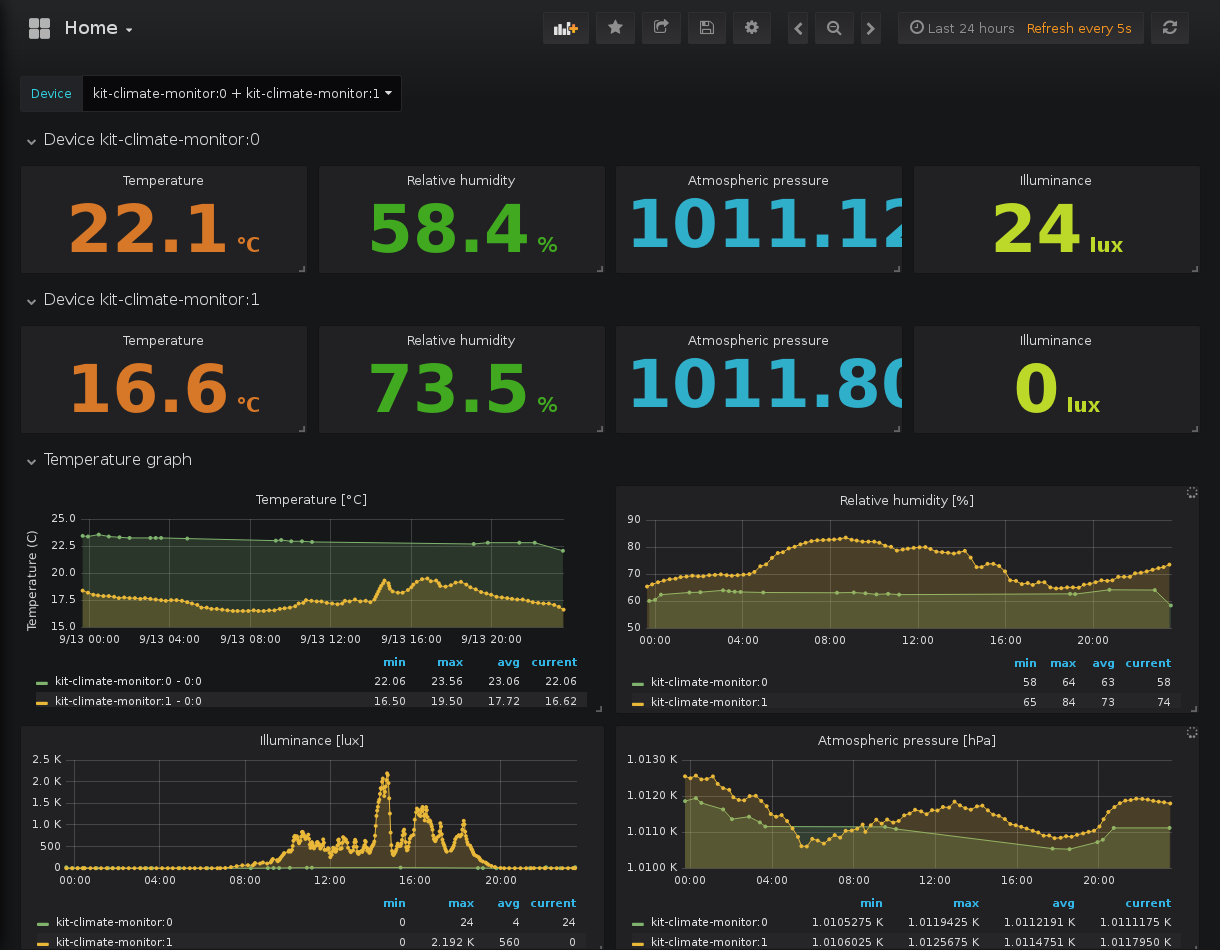 Home
Last 24 hours Refresh every 5s
Device kit-climate-monitor:0 + kit-climate-monitor:1
Device kit-climate-monitor:0
Temperature Relative humidity Atmospheric pressure Illuminance
22.1 °C 58.4 % 1011.12 24 lux
Device kit-climate-monitor:1
Temperature Relative humidity Atmospheric pressure Illuminance
16.6 °C 73.5 % 1011.80 0 lux
Temperature graph
Temperature [°C]
Temperature (C)
25.0
22.5
20.0
17.5
15.0
9/13 00:00 9/13 04:00 9/13 08:00 9/13 12:00 9/13 16:00 9/13 20:00
min max avg current
kit-climate-monitor:0 - 0:0 22.06 23.56 23.06 22.06
kit-climate-monitor:1 - 0:0 16.50 19.50 17.72 16.62
Relative humidity [%]
90
80
70
60
50
00:00 04:00 08:00 12:00 16:00 20:00
min max avg current
kit-climate-monitor:0 58 64 63 58
kit-climate-monitor:1 65 84 73 74
Illuminance [lux]
2.5 K
2.0 K
1.5 K
1.0 K
500
0
00:00 04:00 08:00 12:00 16:00 20:00
min max avg current
kit-climate-monitor:0 0 24 4 24
kit-climate-monitor:1 0 2.192 K 560 0
Atmospheric pressure [hPa]
1.0130 K
1.0120 K
1.0110 K
1.0100 K
00:00 04:00 08:00 12:00 16:00 20:00
min max avg current
kit-climate-monitor:0 1.0105275 K 1.0119425 K 1.0112191 K 1.0111175 K
kit-climate-monitor:1 1.0106025 K 1.0125675 K 1.0114751 K 1.0117950 K